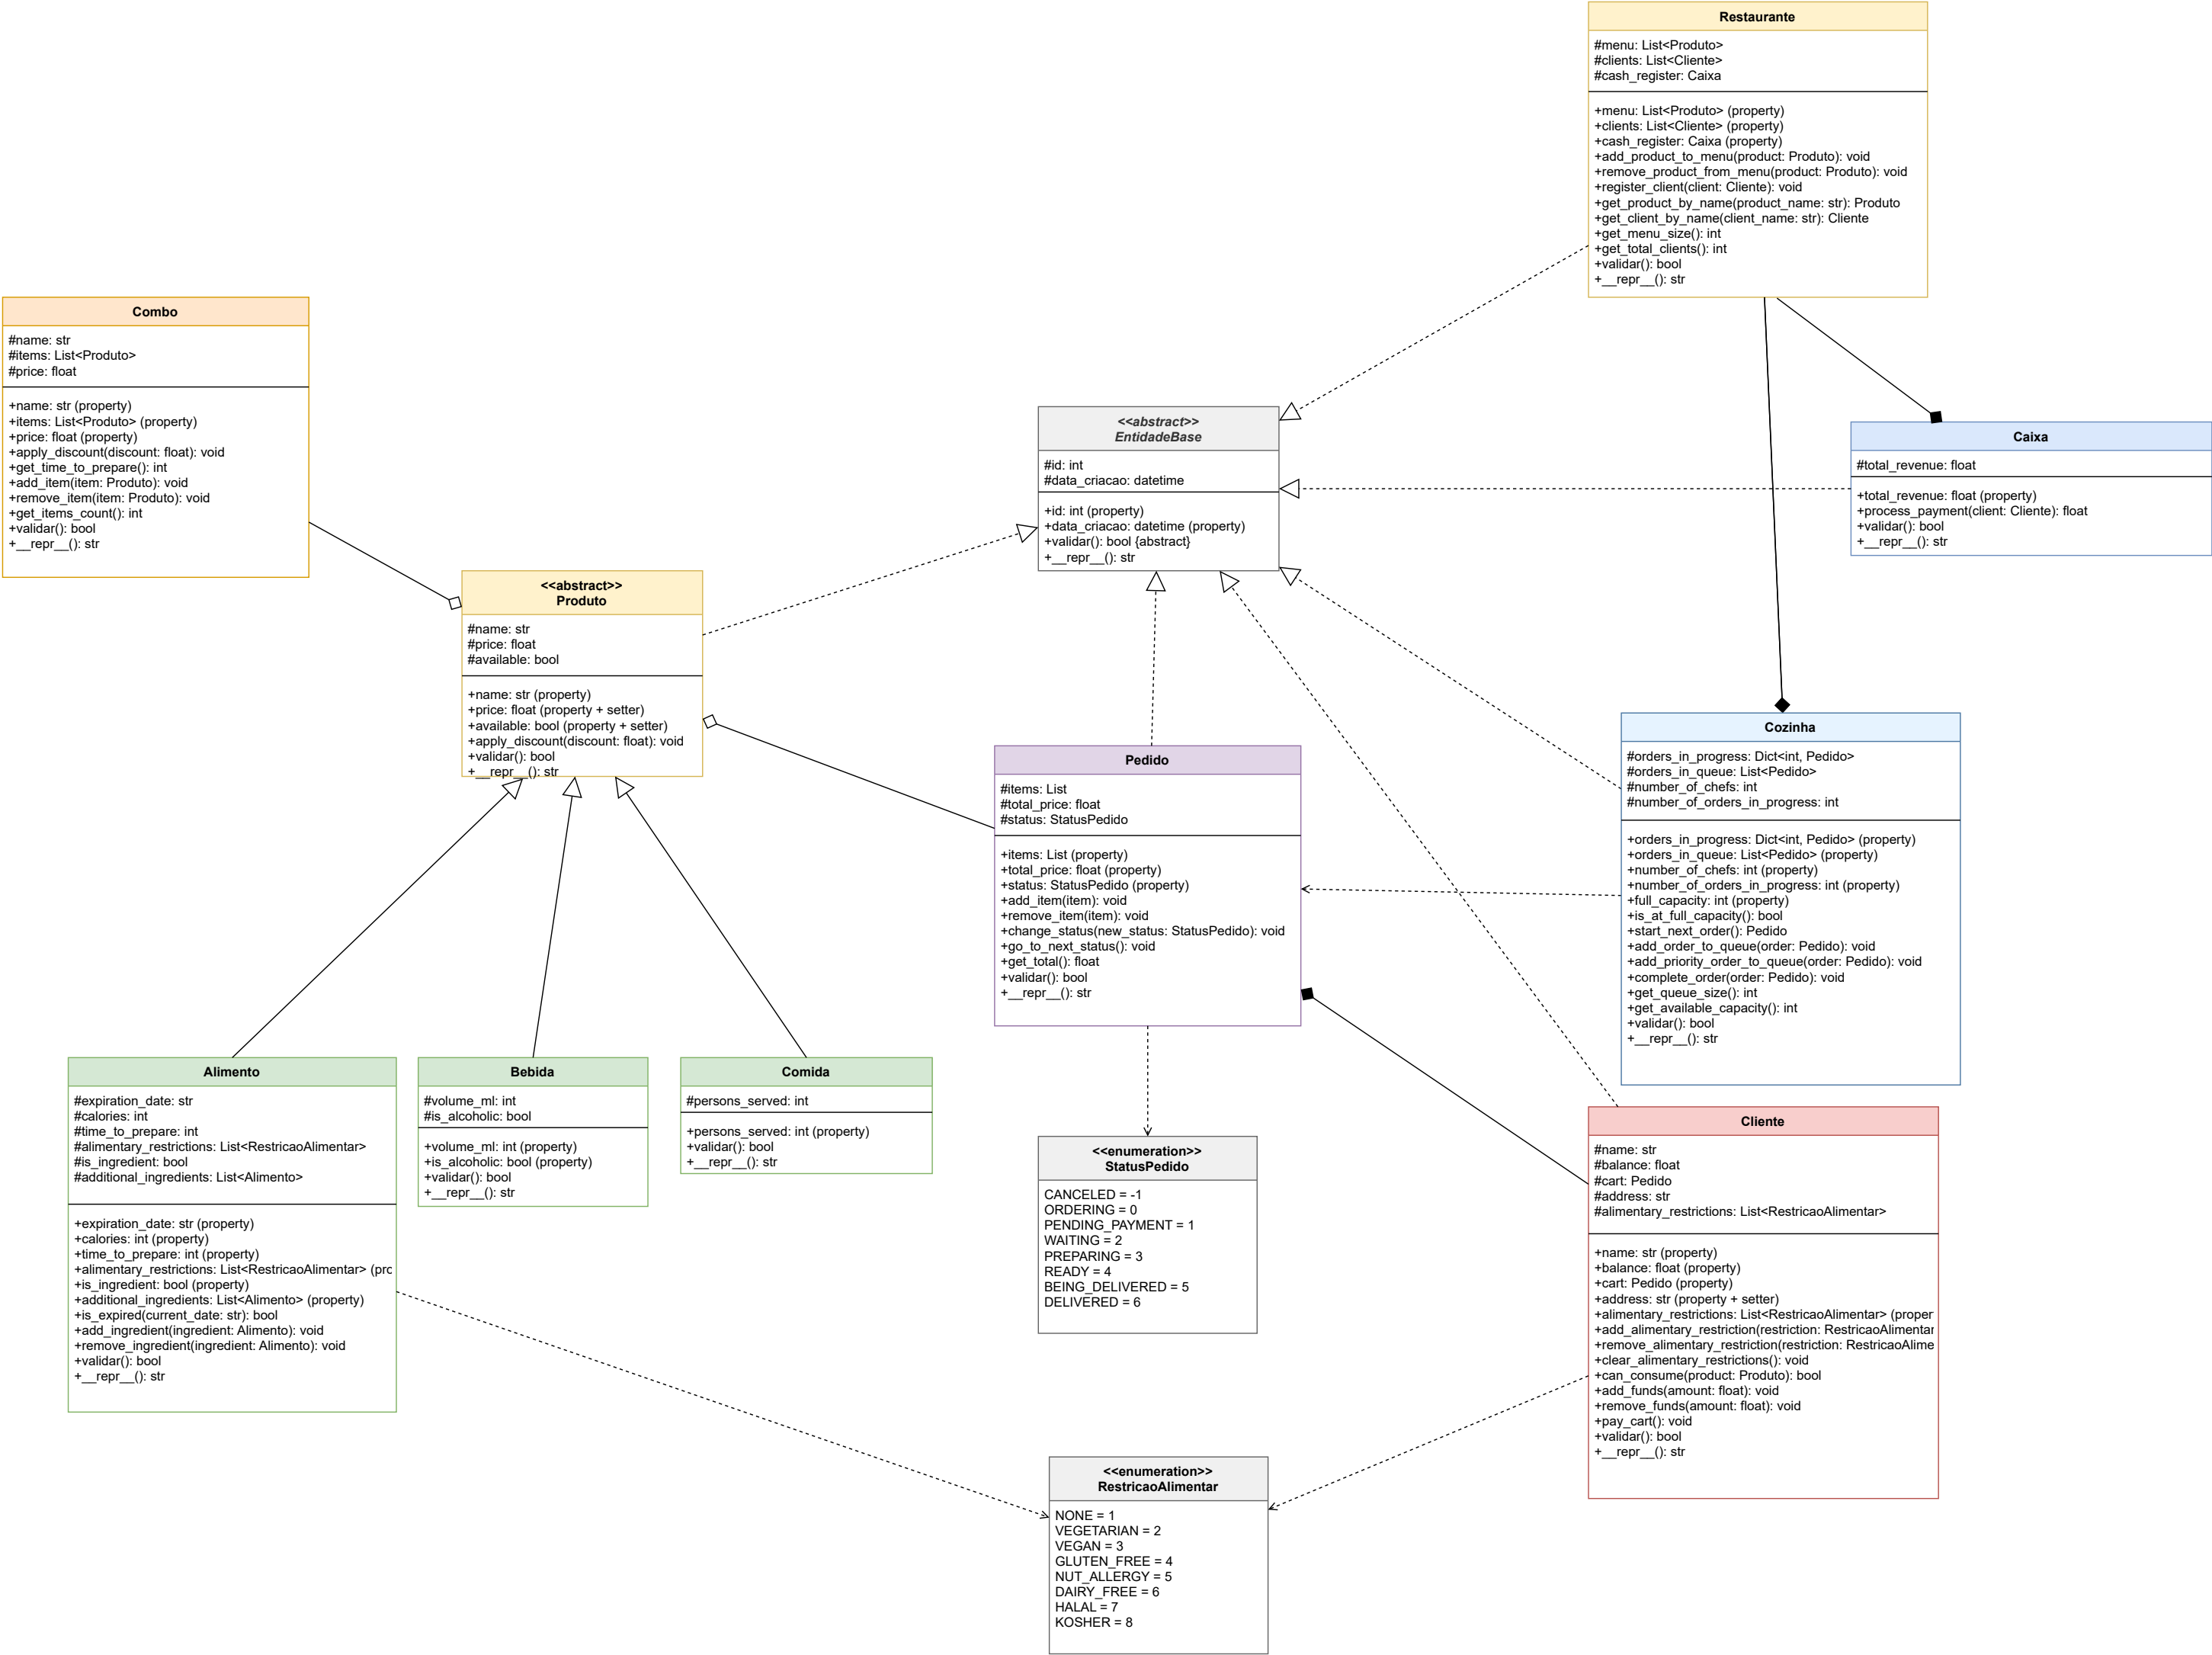 Restaurante
#menu: List<Produto>
#clients: List<Cliente>
#cash_register: Caixa
+menu: List<Produto> (property)
+clients: List<Cliente> (property)
+cash_register: Caixa (property)
+add_product_to_menu(product: Produto): void
+remove_product_from_menu(product: Produto): void
+register_client(client: Cliente): void
+get_product_by_name(product_name: str): Produto
+get_client_by_name(client_name: str): Cliente
+get_menu_size(): int
+get_total_clients(): int
+validar(): bool
+__repr__(): str
Combo
#name: str
#items: List<Produto>
#price: float
+name: str (property)
+items: List<Produto> (property)
+price: float (property)
+apply_discount(discount: float): void
+get_time_to_prepare(): int
+add_item(item: Produto): void
+remove_item(item: Produto): void
+get_items_count(): int
+validar(): bool
+__repr__(): str
<<abstract>>
EntidadeBase
#id: int
#data_criacao: datetime
+id: int (property)
+data_criacao: datetime (property)
+validar(): bool {abstract}
+__repr__(): str
Caixa
#total_revenue: float
+total_revenue: float (property)
+process_payment(client: Cliente): float
+validar(): bool
+__repr__(): str
<<abstract>>
Produto
#name: str
#price: float
#available: bool
+name: str (property)
+price: float (property + setter)
+available: bool (property + setter)
+apply_discount(discount: float): void
+validar(): bool
+__repr__(): str
Pedido
#items: List
#total_price: float
#status: StatusPedido
+items: List (property)
+total_price: float (property)
+status: StatusPedido (property)
+add_item(item): void
+remove_item(item): void
+change_status(new_status: StatusPedido): void
+go_to_next_status(): void
+get_total(): float
+validar(): bool
+__repr__(): str
Cozinha
#orders_in_progress: Dict<int, Pedido>
#orders_in_queue: List<Pedido>
#number_of_chefs: int
#number_of_orders_in_progress: int
+orders_in_progress: Dict<int, Pedido> (property)
+orders_in_queue: List<Pedido> (property)
+number_of_chefs: int (property)
+number_of_orders_in_progress: int (property)
+full_capacity: int (property)
+is_at_full_capacity(): bool
+start_next_order(): Pedido
+add_order_to_queue(order: Pedido): void
+add_priority_order_to_queue(order: Pedido): void
+complete_order(order: Pedido): void
+get_queue_size(): int
+get_available_capacity(): int
+validar(): bool
+__repr__(): str
Alimento
#expiration_date: str
#calories: int
#time_to_prepare: int
#alimentary_restrictions: List<RestricaoAlimentar>
#is_ingredient: bool
#additional_ingredients: List<Alimento>
+expiration_date: str (property)
+calories: int (property)
+time_to_prepare: int (property)
+alimentary_restrictions: List<RestricaoAlimentar> (prc
+is_ingredient: bool (property)
+additional_ingredients: List<Alimento> (property)
+is_expired(current_date: str): bool
+add_ingredient(ingredient: Alimento): void
+remove_ingredient(ingredient: Alimento): void
+validar(): bool
+__repr__(): str
Bebida
#volume_ml: int
#is_alcoholic: bool
+volume_ml: int (property)
+is_alcoholic: bool (property)
+validar(): bool
+__repr__(): str
Comida
#persons_served: int
+persons_served: int (property)
+validar(): bool
+__repr__(): str
<<enumeration>>
StatusPedido
CANCELED = -1
ORDERING = 0
PENDING_PAYMENT = 1
WAITING = 2
PREPARING = 3
READY = 4
BEING_DELIVERED = 5
DELIVERED = 6
Cliente
#name: str
#balance: float
#cart: Pedido
#address: str
#alimentary_restrictions: List<RestricaoAlimentar>
+name: str (property)
+balance: float (property)
+cart: Pedido (property)
+address: str (property + setter)
+alimentary_restrictions: List<RestricaoAlimentar> (proper
+add_alimentary_restriction(restriction: RestricaoAlimentar
+remove_alimentary_restriction(restriction: RestricaoAlime
+clear_alimentary_restrictions(): void
+can_consume(product: Produto): bool
+add_funds(amount: float): void
+remove_funds(amount: float): void
+pay_cart(): void
+validar(): bool
+__repr__(): str
<<enumeration>>
RestricaoAlimentar
NONE = 1
VEGETARIAN = 2
VEGAN = 3
GLUTEN_FREE = 4
NUT_ALLERGY = 5
DAIRY_FREE = 6
HALAL = 7
KOSHER = 8